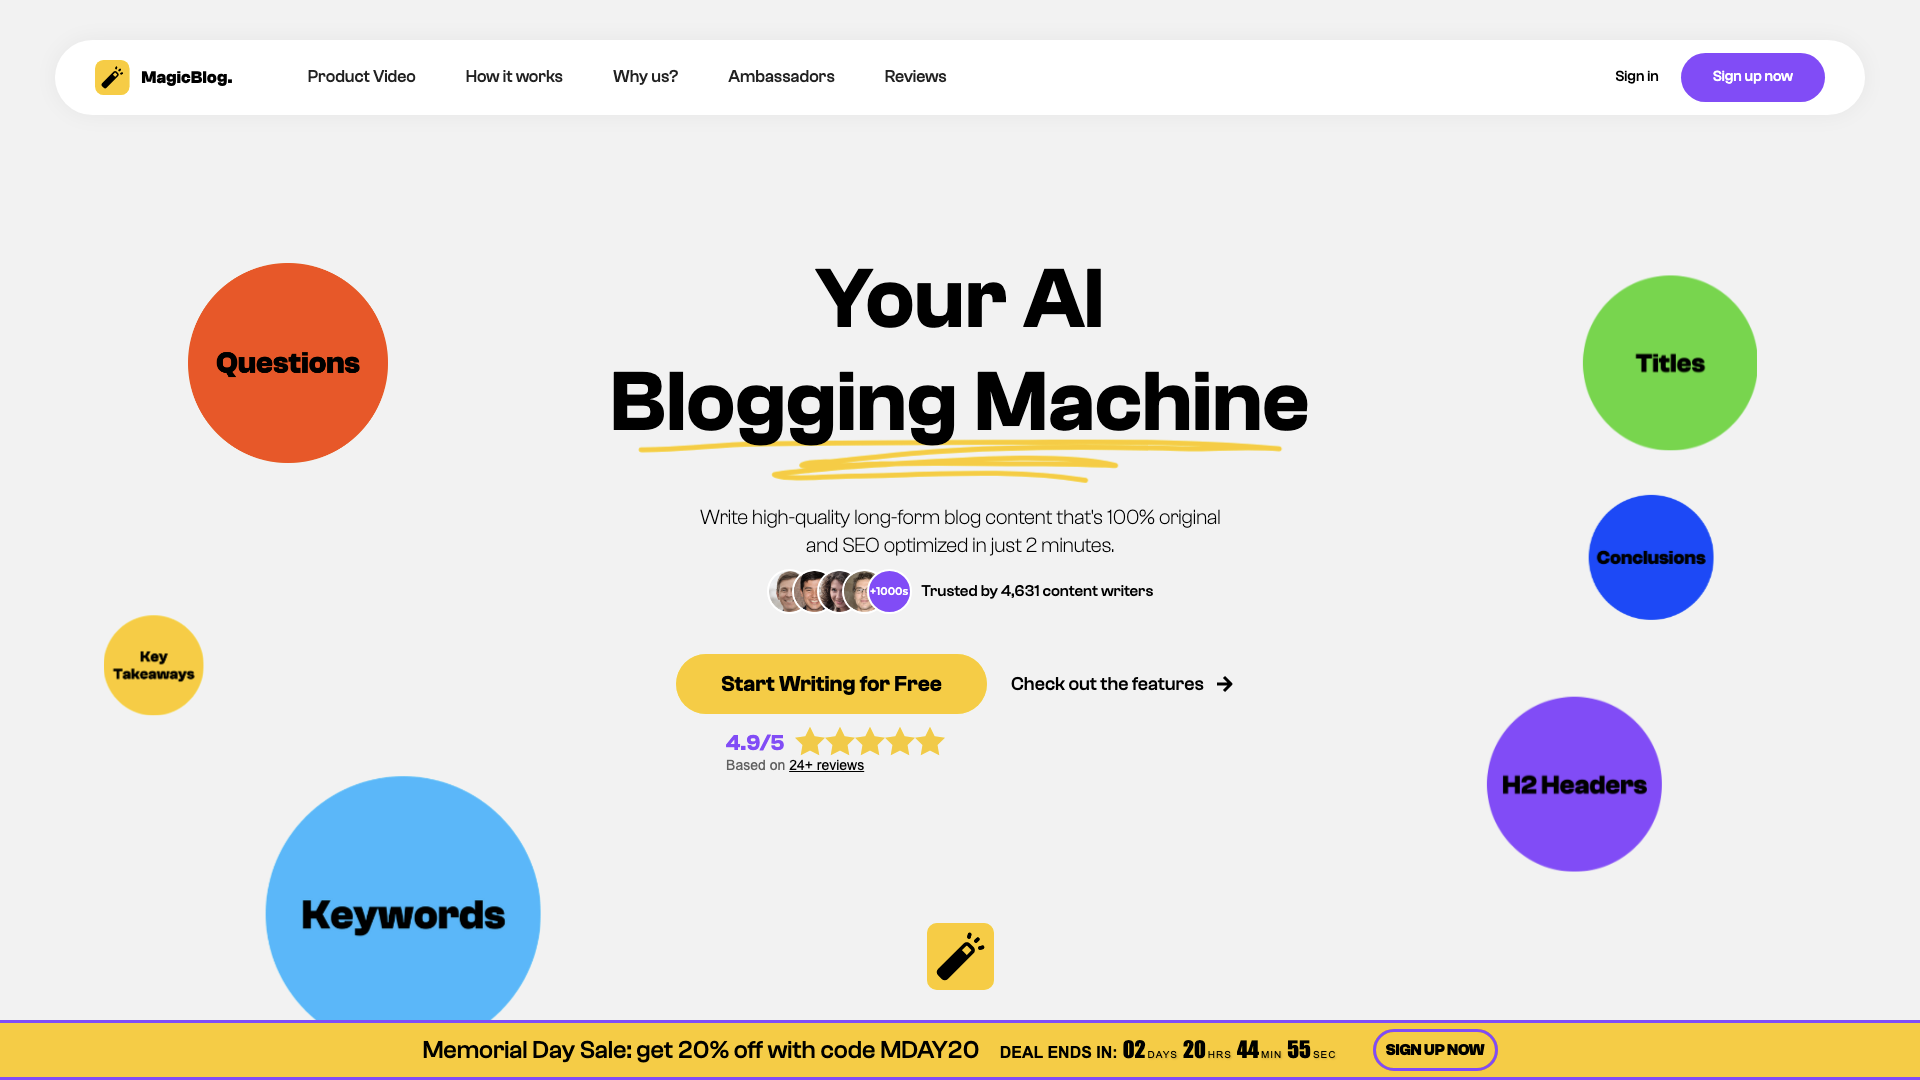 MagicBlog.
Product Video
How it works
Why us?
Ambassadors
Reviews
Sign in
Sign up now
Your AI
Blogging Machine
Questions
Titles
Write high-quality long-form blog content that's 100% original
and SEO optimized in just 2 minutes.
Conclusions
+1000s
Trusted by 4,631 content writers
Key
Takeaways
Start Writing for Free
Check out the features
4.9/5
Based on 24+ reviews
H2 Headers
Keywords
Memorial Day Sale: get 20% off with code MDAY20
DEAL ENDS IN: 02 DAYS 20 HRS 44 MIN 55 SEC
SIGN UP NOW